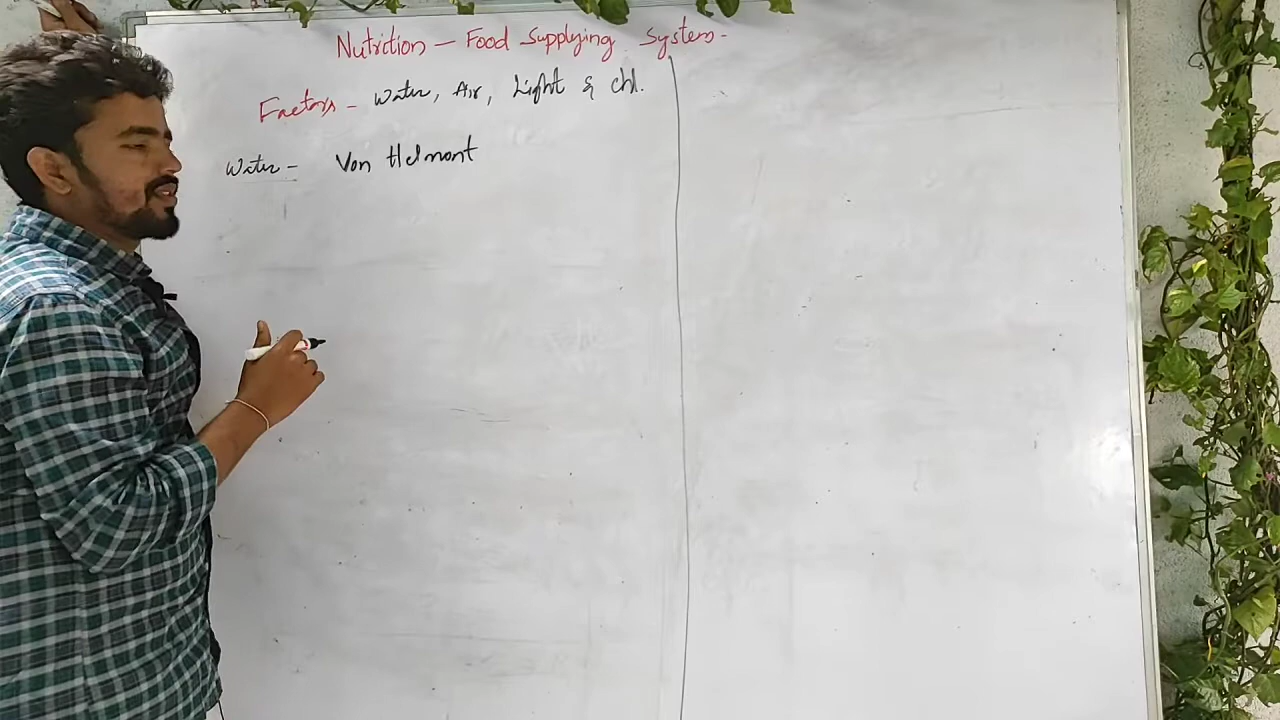 Nutrition - Food Supplying System -
Factors - Water, Air, Light & chl.
Water - Von Helmont